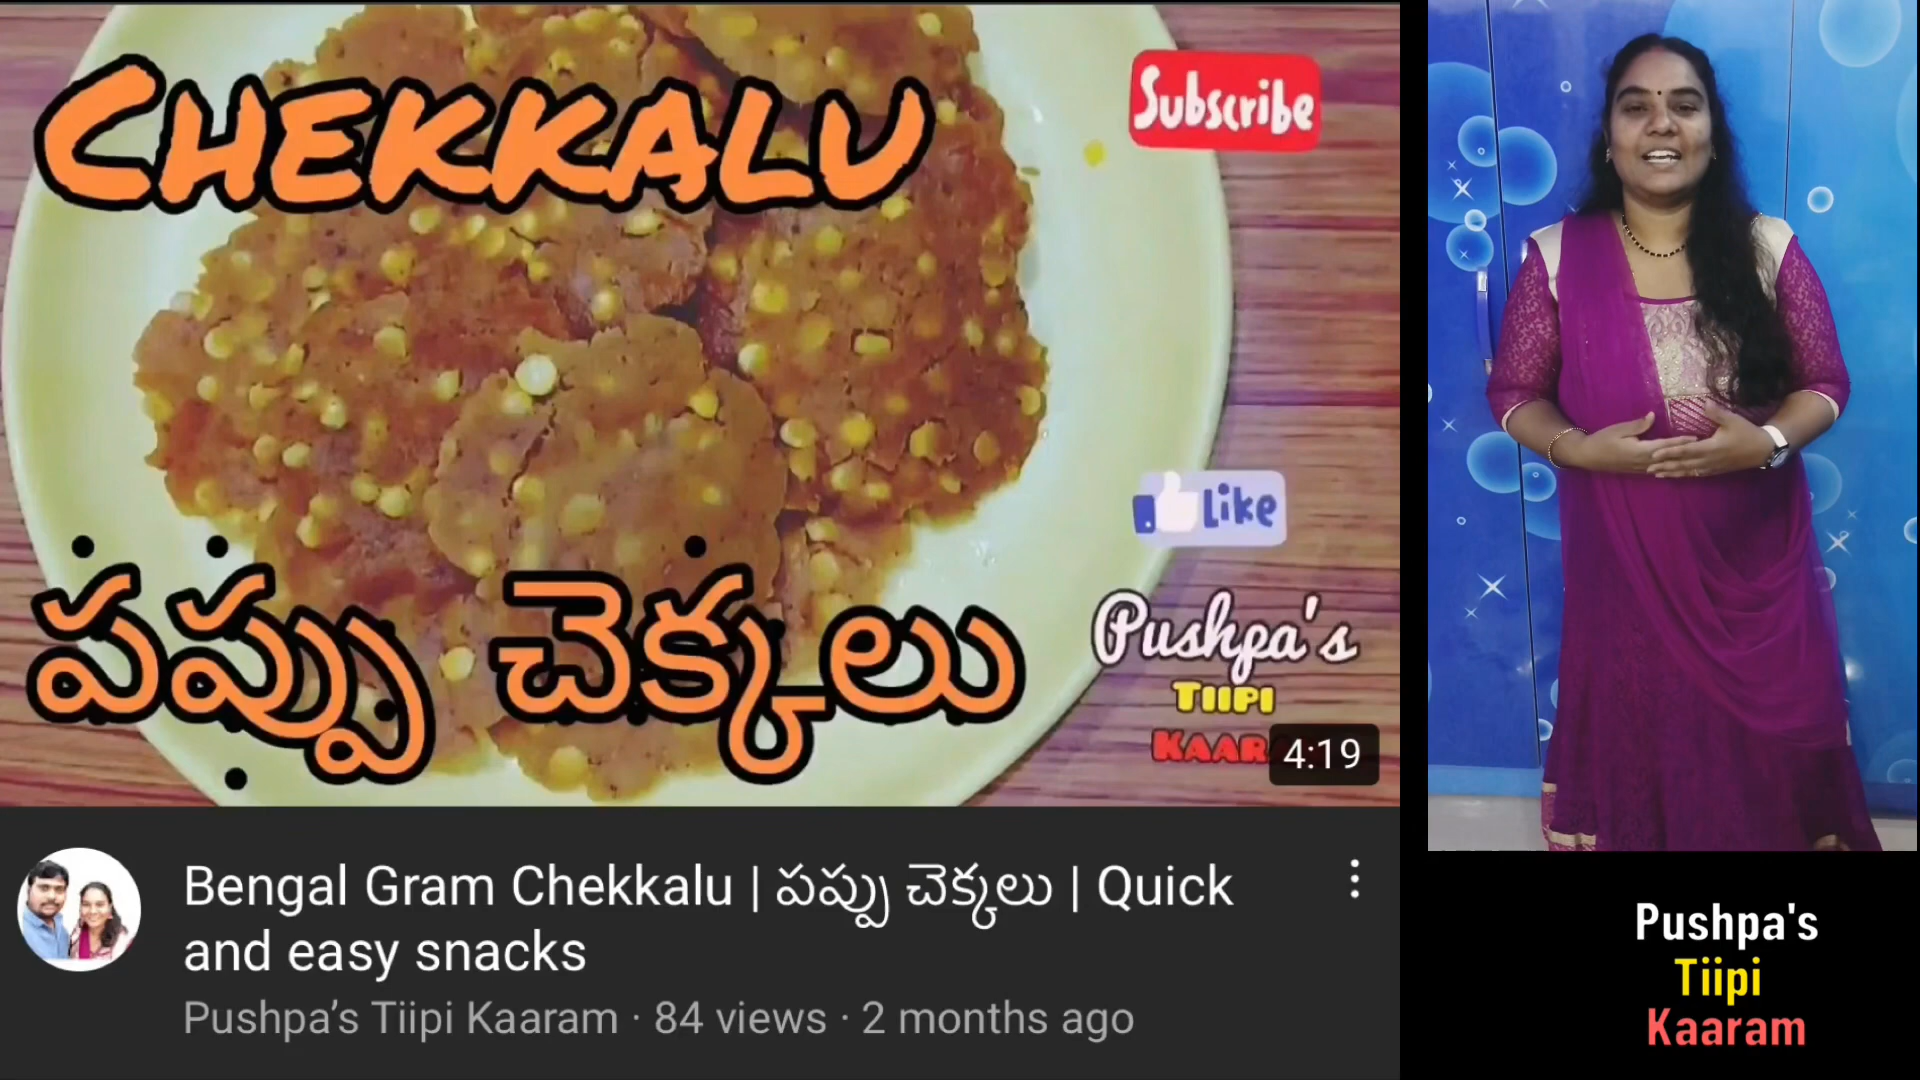 CHEKKALU
Subscribe
Like
పప్పు చెక్కలు
Pushpa's
TIIPI
4:19
Bengal Gram Chekkalu | పప్పు చెక్కలు | Quick
and easy snacks
Pushpa’s Tiipi Kaaram · 84 views · 2 months ago
Pushpa's
Tiipi
Kaaram